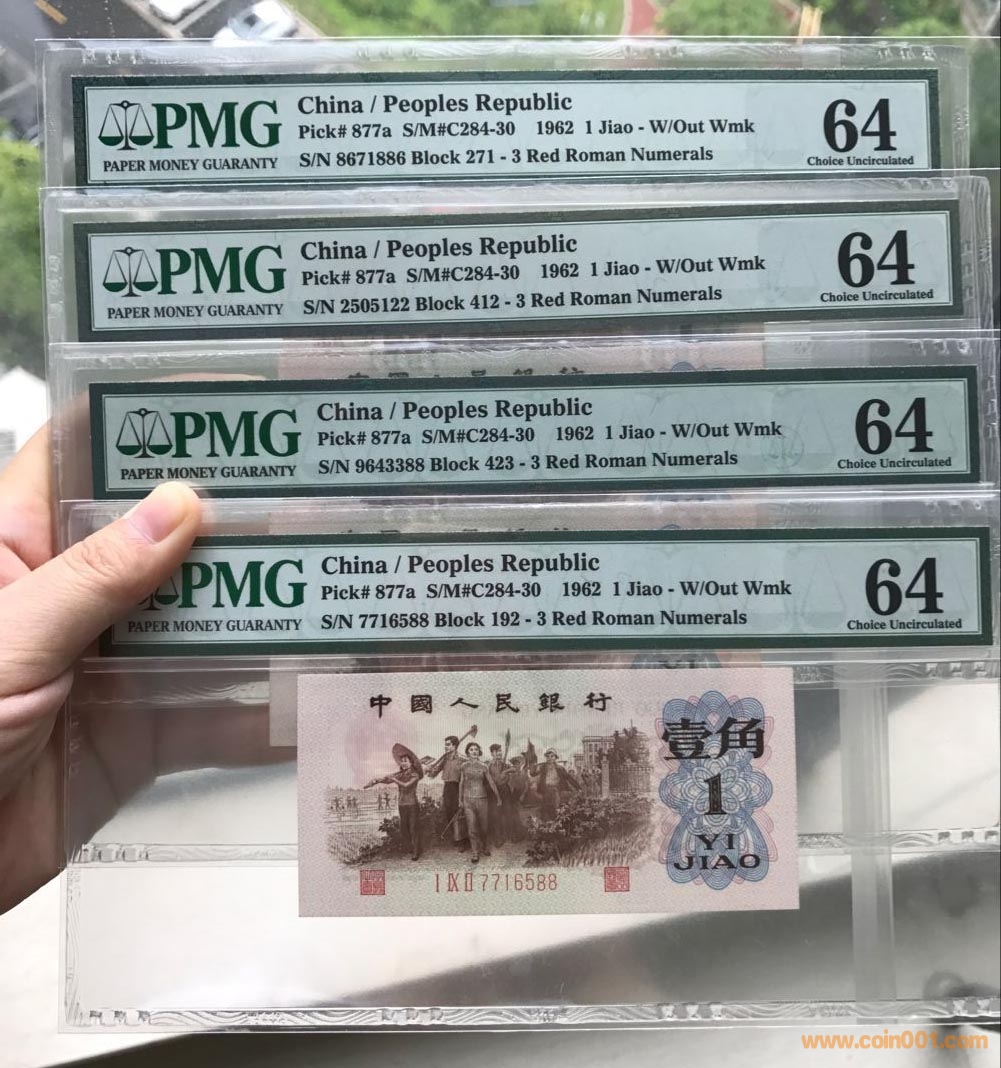 PMG
PAPER MONEY GUARANTY
China / Peoples Republic
Pick# 877a S/M#C284-30 1962 1 Jiao - W/Out Wmk
S/N 8671886 Block 271 - 3 Red Roman Numerals
64
Choice Uncirculated
PMG
PAPER MONEY GUARANTY
China / Peoples Republic
Pick# 877a S/M#C284-30 1962 1 Jiao - W/Out Wmk
S/N 2505122 Block 412 - 3 Red Roman Numerals
64
Choice Uncirculated
PMG
PAPER MONEY GUARANTY
China / Peoples Republic
Pick# 877a S/M#C284-30 1962 1 Jiao - W/Out Wmk
S/N 9643388 Block 423 - 3 Red Roman Numerals
64
Choice Uncirculated
PMG
PAPER MONEY GUARANTY
China / Peoples Republic
Pick# 877a S/M#C284-30 1962 1 Jiao - W/Out Wmk
S/N 7716588 Block 192 - 3 Red Roman Numerals
64
Choice Uncirculated
中國人民銀行
壹角
1
YI
JIAO
I IX II 7716588
www.coin001.com